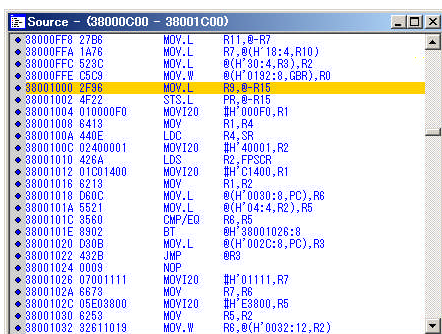 Source - (38000C00 - 38001C00)
38000FF8 27B6 MOV.L R11,@-R7
38000FFA 1A76 MOV.L R7,@(H'18:4,R10)
38000FFC 523C MOV.L @(H'30:4,R3),R2
38000FFE C5C9 MOV.W @(H'0192:8,GBR),R0
38001000 2F96 MOV.L R9,@-R15
38001002 4F22 STS.L PR,@-R15
38001004 010000F0 MOVI20 #H'000F0,R1
38001008 6413 MOV R1,R4
3800100A 440E LDC R4,SR
3800100C 02400001 MOVI20 #H'40001,R2
38001010 426A LDS R2,FPSCR
38001012 01C01400 MOVI20 #H'C1400,R1
38001016 6213 MOV R1,R2
38001018 D60C MOV.L @(H'0030:8,PC),R6
3800101A 5521 MOV.L @(H'04:4,R2),R5
3800101C 3560 CMP/EQ R6,R5
3800101E 8902 BT @H'38001026:8
38001020 D30B MOV.L @(H'002C:8,PC),R3
38001022 432B JMP @R3
38001024 0009 NOP
38001026 07001111 MOVI20 #H'01111,R7
3800102A 6673 MOV R7,R6
3800102C 05E03800 MOVI20 #H'E3800,R5
38001030 6253 MOV R5,R2
38001032 32611019 MOV.W R6,@(H'0032:12,R2)